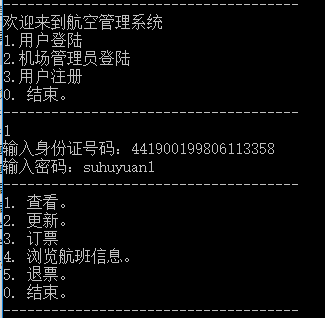 ------------------------------------
欢迎来到航空管理系统
1.用户登陆
2.机场管理员登陆
3.用户注册
0. 结束。
------------------------------------
1
输入身份证号码：441900199806113358
输入密码：suhuyuan1
------------------------------------
1. 查看。
2. 更新。
3. 订票
4. 浏览航班信息。
5. 退票。
0. 结束。
------------------------------------